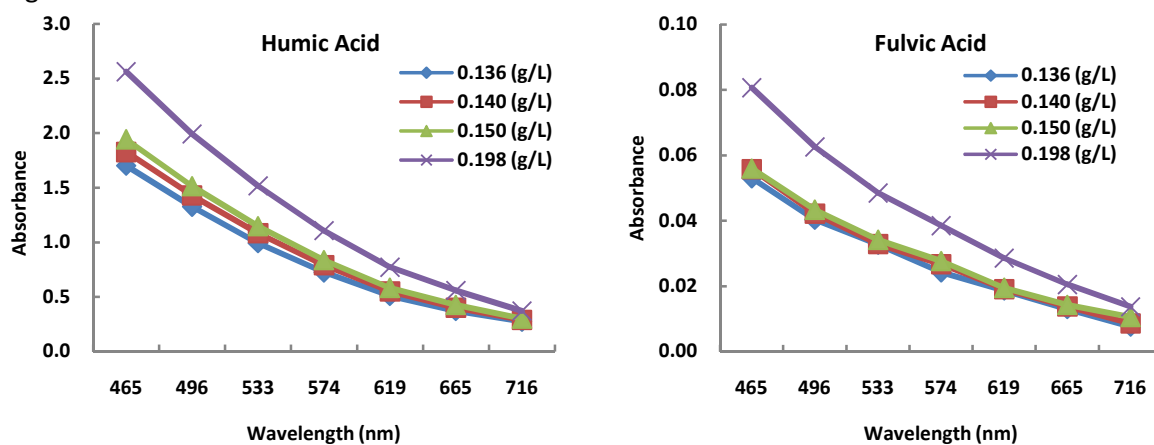 Humic Acid
3.0
2.5
2.0
1.5
1.0
0.5
0.0
Absorbance
0.136 (g/L)
0.140 (g/L)
0.150 (g/L)
0.198 (g/L)
465 496 533 574 619 665 716
Wavelength (nm)
Fulvic Acid
0.10
0.08
0.06
0.04
0.02
0.00
Absorbance
0.136 (g/L)
0.140 (g/L)
0.150 (g/L)
0.198 (g/L)
465 496 533 574 619 665 716
Wavelength (nm)